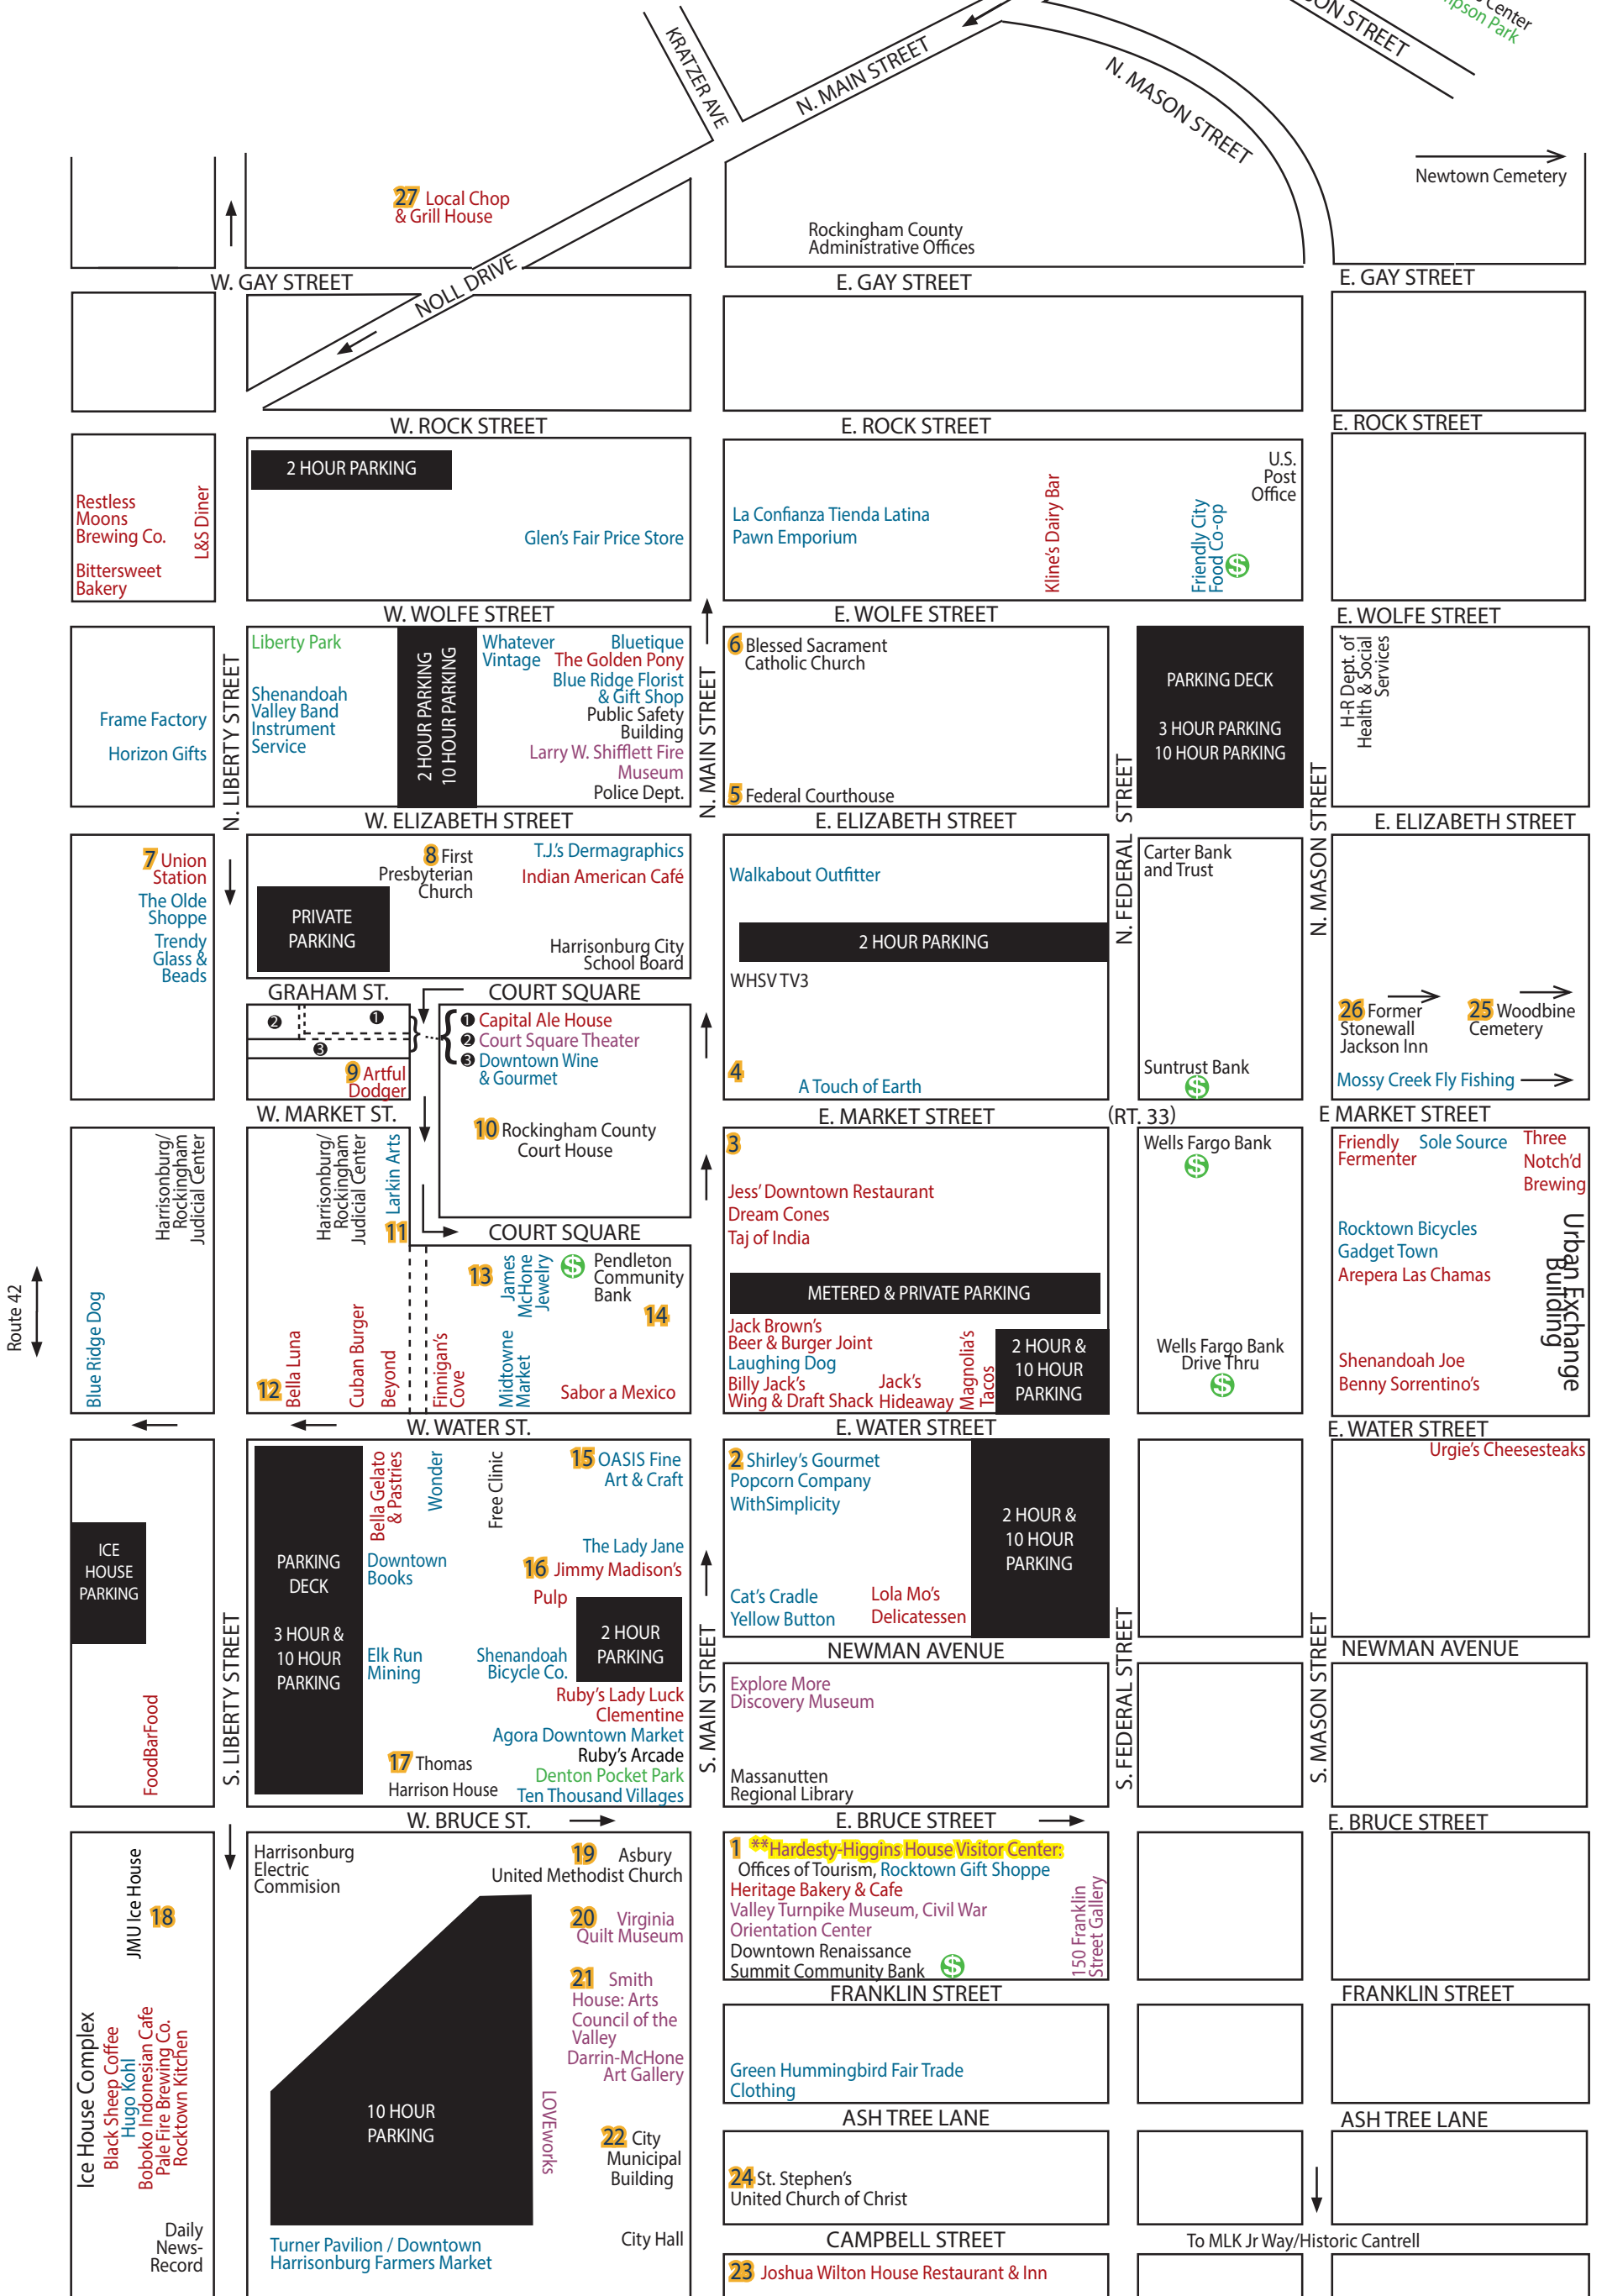 Center
Park
SON STREET
KRATZER AVE
N. MAIN STREET
N. MASON STREET
Newtown Cemetery
27 Local Chop
& Grill House
Rockingham County
Administrative Offices
W. GAY STREET
NOLL DRIVE
E. GAY STREET
E. GAY STREET
W. ROCK STREET
E. ROCK STREET
E. ROCK STREET
Restless
Moons
Brewing Co.
Bittersweet
Bakery
L&S Diner
2 HOUR PARKING
Glen's Fair Price Store
La Confianza Tienda Latina
Pawn Emporium
Kline's Dairy Bar
Friendly City
Food Co-op
$
U.S.
Post
Office
W. WOLFE STREET
E. WOLFE STREET
E. WOLFE STREET
Frame Factory
Horizon Gifts
N. LIBERTY STREET
Liberty Park
Shenandoah
Valley Band
Instrument
Service
2 HOUR PARKING
10 HOUR PARKING
Whatever
Vintage
Bluetique
The Golden Pony
Blue Ridge Florist
& Gift Shop
Public Safety
Building
Larry W. Shifflett Fire
Museum
Police Dept.
N. MAIN STREET
6 Blessed Sacrament
Catholic Church
5 Federal Courthouse
PARKING DECK
3 HOUR PARKING
10 HOUR PARKING
H-R Dept. of
Health & Social
Services
W. ELIZABETH STREET
E. ELIZABETH STREET
E. ELIZABETH STREET
N. FEDERAL STREET
N. MASON STREET
7 Union
Station
The Olde
Shoppe
Trendy
Glass &
Beads
8 First
Presbyterian
Church
T.J.'s Dermagraphics
Indian American Café
PRIVATE
PARKING
Harrisonburg City
School Board
Walkabout Outfitter
2 HOUR PARKING
WHSV TV3
4
A Touch of Earth
Carter Bank
and Trust
Suntrust Bank
$
26 Former
Stonewall
Jackson Inn
25 Woodbine
Cemetery
Mossy Creek Fly Fishing
GRAHAM ST.
COURT SQUARE
2
1
3
1 Capital Ale House
2 Court Square Theater
3 Downtown Wine
& Gourmet
9 Artful
Dodger
10 Rockingham County
Court House
W. MARKET ST.
E. MARKET STREET
(RT. 33)
E MARKET STREET
Route 42
Harrisonburg/
Rockingham
Judicial Center
Blue Ridge Dog
Harrisonburg/
Rockingham
Judicial Center
Larkin Arts
11
COURT SQUARE
12
Bella Luna
Cuban Burger
Beyond
Finnigan's
Cove
13
James
McHone
Jewelry
$
Pendleton
Community
Bank
14
Midtowne
Market
Sabor a Mexico
3
Jess' Downtown Restaurant
Dream Cones
Taj of India
METERED & PRIVATE PARKING
Jack Brown's
Beer & Burger Joint
Laughing Dog
Billy Jack's
Wing & Draft Shack
Jack's
Hideaway
Magnolia's
Tacos
2 HOUR &
10 HOUR
PARKING
Wells Fargo Bank
$
Wells Fargo Bank
Drive Thru
$
Friendly
Fermenter
Sole Source
Three
Notch'd
Brewing
Rocktown Bicycles
Gadget Town
Arepera Las Chamas
Urban Exchange
Building
Shenandoah Joe
Benny Sorrentino's
W. WATER ST.
E. WATER STREET
E. WATER STREET
ICE
HOUSE
PARKING
FoodBarFood
S. LIBERTY STREET
PARKING
DECK
3 HOUR &
10 HOUR
PARKING
Bella Gelato
& Pastries
Wonder
Free Clinic
15 OASIS Fine
Art & Craft
Downtown
Books
The Lady Jane
16 Jimmy Madison's
Pulp
2 HOUR
PARKING
Elk Run
Mining
Shenandoah
Bicycle Co.
Ruby's Lady Luck
Clementine
Agora Downtown Market
Ruby's Arcade
Denton Pocket Park
Ten Thousand Villages
17 Thomas
Harrison House
S. MAIN STREET
2 Shirley's Gourmet
Popcorn Company
WithSimplicity
Cat's Cradle
Yellow Button
Lola Mo's
Delicatessen
2 HOUR &
10 HOUR
PARKING
Urgie's Cheesesteaks
NEWMAN AVENUE
NEWMAN AVENUE
Explore More
Discovery Museum
Massanutten
Regional Library
S. FEDERAL STREET
S. MASON STREET
W. BRUCE ST.
E. BRUCE STREET
E. BRUCE STREET
JMU Ice House
18
Ice House Complex
Black Sheep Coffee
Hugo Kohl
Boboko Indonesian Cafe
Pale Fire Brewing Co.
Rocktown Kitchen
Daily
News-
Record
Harrisonburg
Electric
Commision
19 Asbury
United Methodist Church
20 Virginia
Quilt Museum
21 Smith
House: Arts
Council of the
Valley
Darrin-McHone
Art Gallery
10 HOUR
PARKING
LOVEworks
22 City
Municipal
Building
City Hall
Turner Pavilion / Downtown
Harrisonburg Farmers Market
1 **Hardesty-Higgins House Visitor Center:
Offices of Tourism, Rocktown Gift Shoppe
Heritage Bakery & Cafe
Valley Turnpike Museum, Civil War
Orientation Center
Downtown Renaissance
Summit Community Bank $
150 Franklin
Street Gallery
FRANKLIN STREET
FRANKLIN STREET
Green Hummingbird Fair Trade
Clothing
ASH TREE LANE
ASH TREE LANE
24 St. Stephen's
United Church of Christ
CAMPBELL STREET
To MLK Jr Way/Historic Cantrell
23 Joshua Wilton House Restaurant & Inn